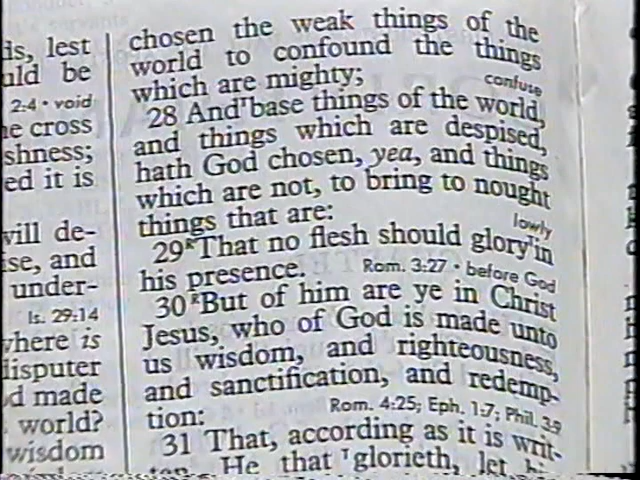 ds, lest
uld be
2:4 • void
e cross
shness;
ed it is
will de-
se, and
under-
Is. 29:14
where is
disputer
d made
world?
wisdom
chosen the weak things of the
world to confound the things
which are mighty; confuse
28 And base things of the world,
and things which are despised,
hath God chosen, yea, and things
which are not, to bring to nought
things that are: lowly
29 That no flesh should glory in
his presence. Rom. 3:27 • before God
30 But of him are ye in Christ
Jesus, who of God is made unto
us wisdom, and righteousness,
and sanctification, and redemp-
tion: Rom. 4:25; Eph. 1:7; Phil. 3:9
31 That, according as it is writ-
ten, He that glorieth, let